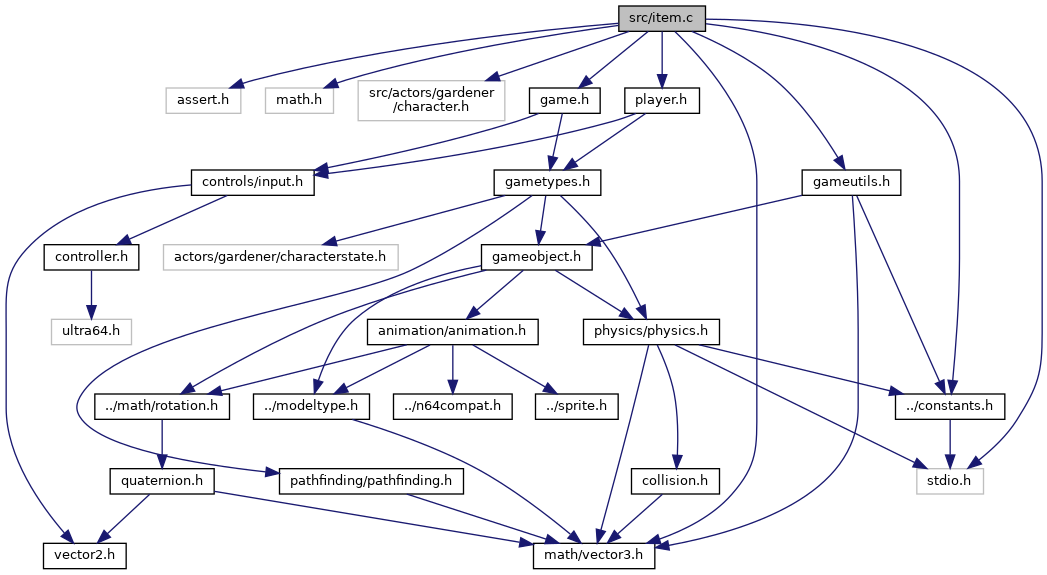 src/item.c
assert.h
math.h
src/actors/gardener
/character.h
game.h
player.h
controls/input.h
gametypes.h
gameutils.h
controller.h
actors/gardener/characterstate.h
gameobject.h
ultra64.h
animation/animation.h
physics/physics.h
../math/rotation.h
../modeltype.h
../n64compat.h
../sprite.h
../constants.h
quaternion.h
pathfinding/pathfinding.h
collision.h
stdio.h
vector2.h
math/vector3.h